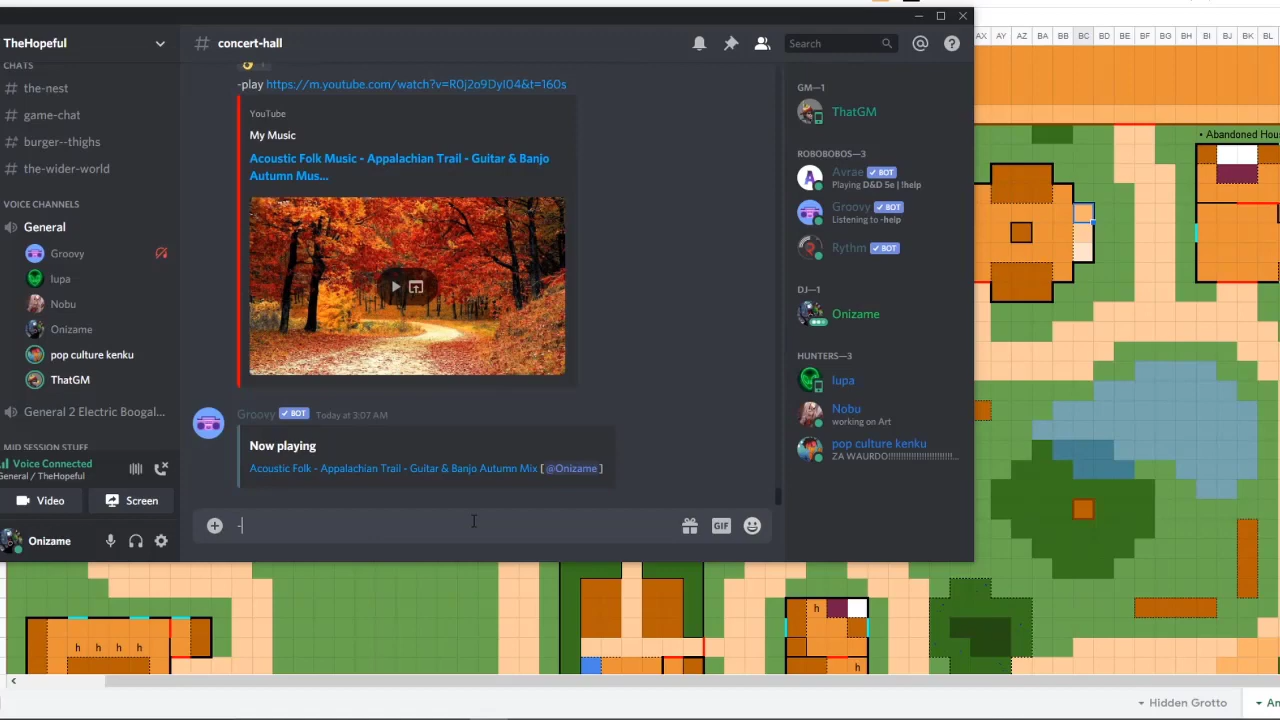 AX AY AZ BA BB BC BD BE BF BG BH BI BJ BK BL
TheHopeful
# concert-hall
Search
CHATS
# the-nest
# game-chat
# burger--thighs
# the-wider-world
VOICE CHANNELS
General
Groovy
lupa
Nobu
Onizame
pop culture kenku
ThatGM
General 2 Electric Boogal...
MID SESSION STUFF
Voice Connected
General / TheHopeful
Video
Screen
Onizame
1
-play https://m.youtube.com/watch?v=R0j2o9DyI04&t=160s
YouTube
My Music
Acoustic Folk Music - Appalachian Trail - Guitar & Banjo
Autumn Mus...
Groovy BOT Today at 3:07 AM
Now playing
Acoustic Folk - Appalachian Trail - Guitar & Banjo Autumn Mix [ @Onizame ]
-
GIF
GM—1
ThatGM
ROBOBOBOS—3
Avrae BOT
Playing D&D 5e | !help
Groovy BOT
Listening to -help
Rythm BOT
DJ—1
Onizame
HUNTERS—3
lupa
Nobu
working on Art
pop culture kenku
• Abandoned Hou
h h h h
h
h
Hidden Grotto